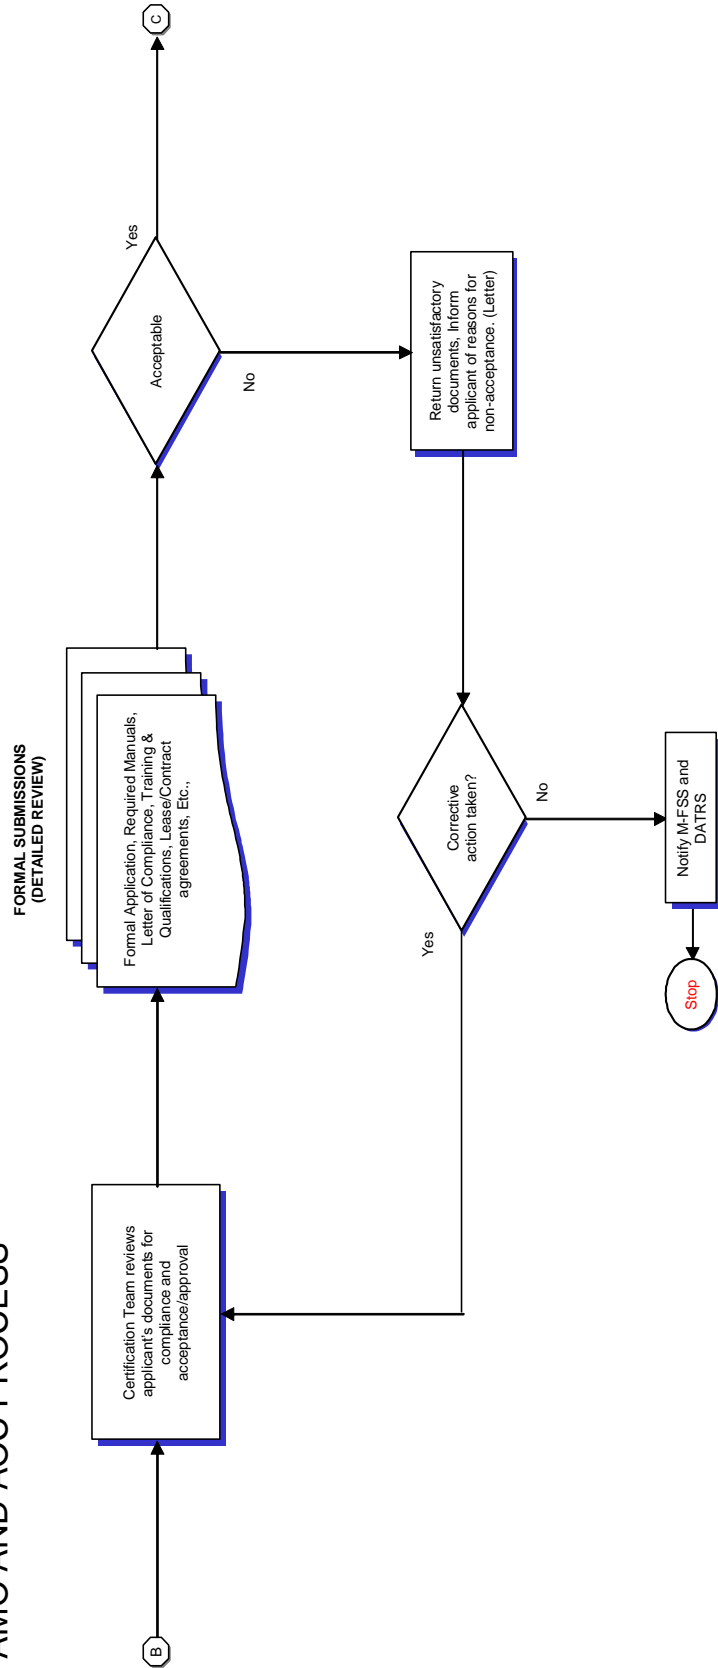 AMO AND AOC PROCESS
FORMAL SUBMISSIONS
(DETAILED REVIEW)
B
Certification Team reviews
applicant's documents for
compliance and
acceptance/approval
Formal Application, Required Manuals,
Letter of Compliance, Training &
Qualifications, Lease/Contract
agreements, Etc.,
Acceptable
Yes
C
No
Return unsatisfactory
documents, Inform
applicant of reasons for
non-acceptance. (Letter)
Corrective
action taken?
Yes
No
Notify M-FSS and
DATRS
Stop